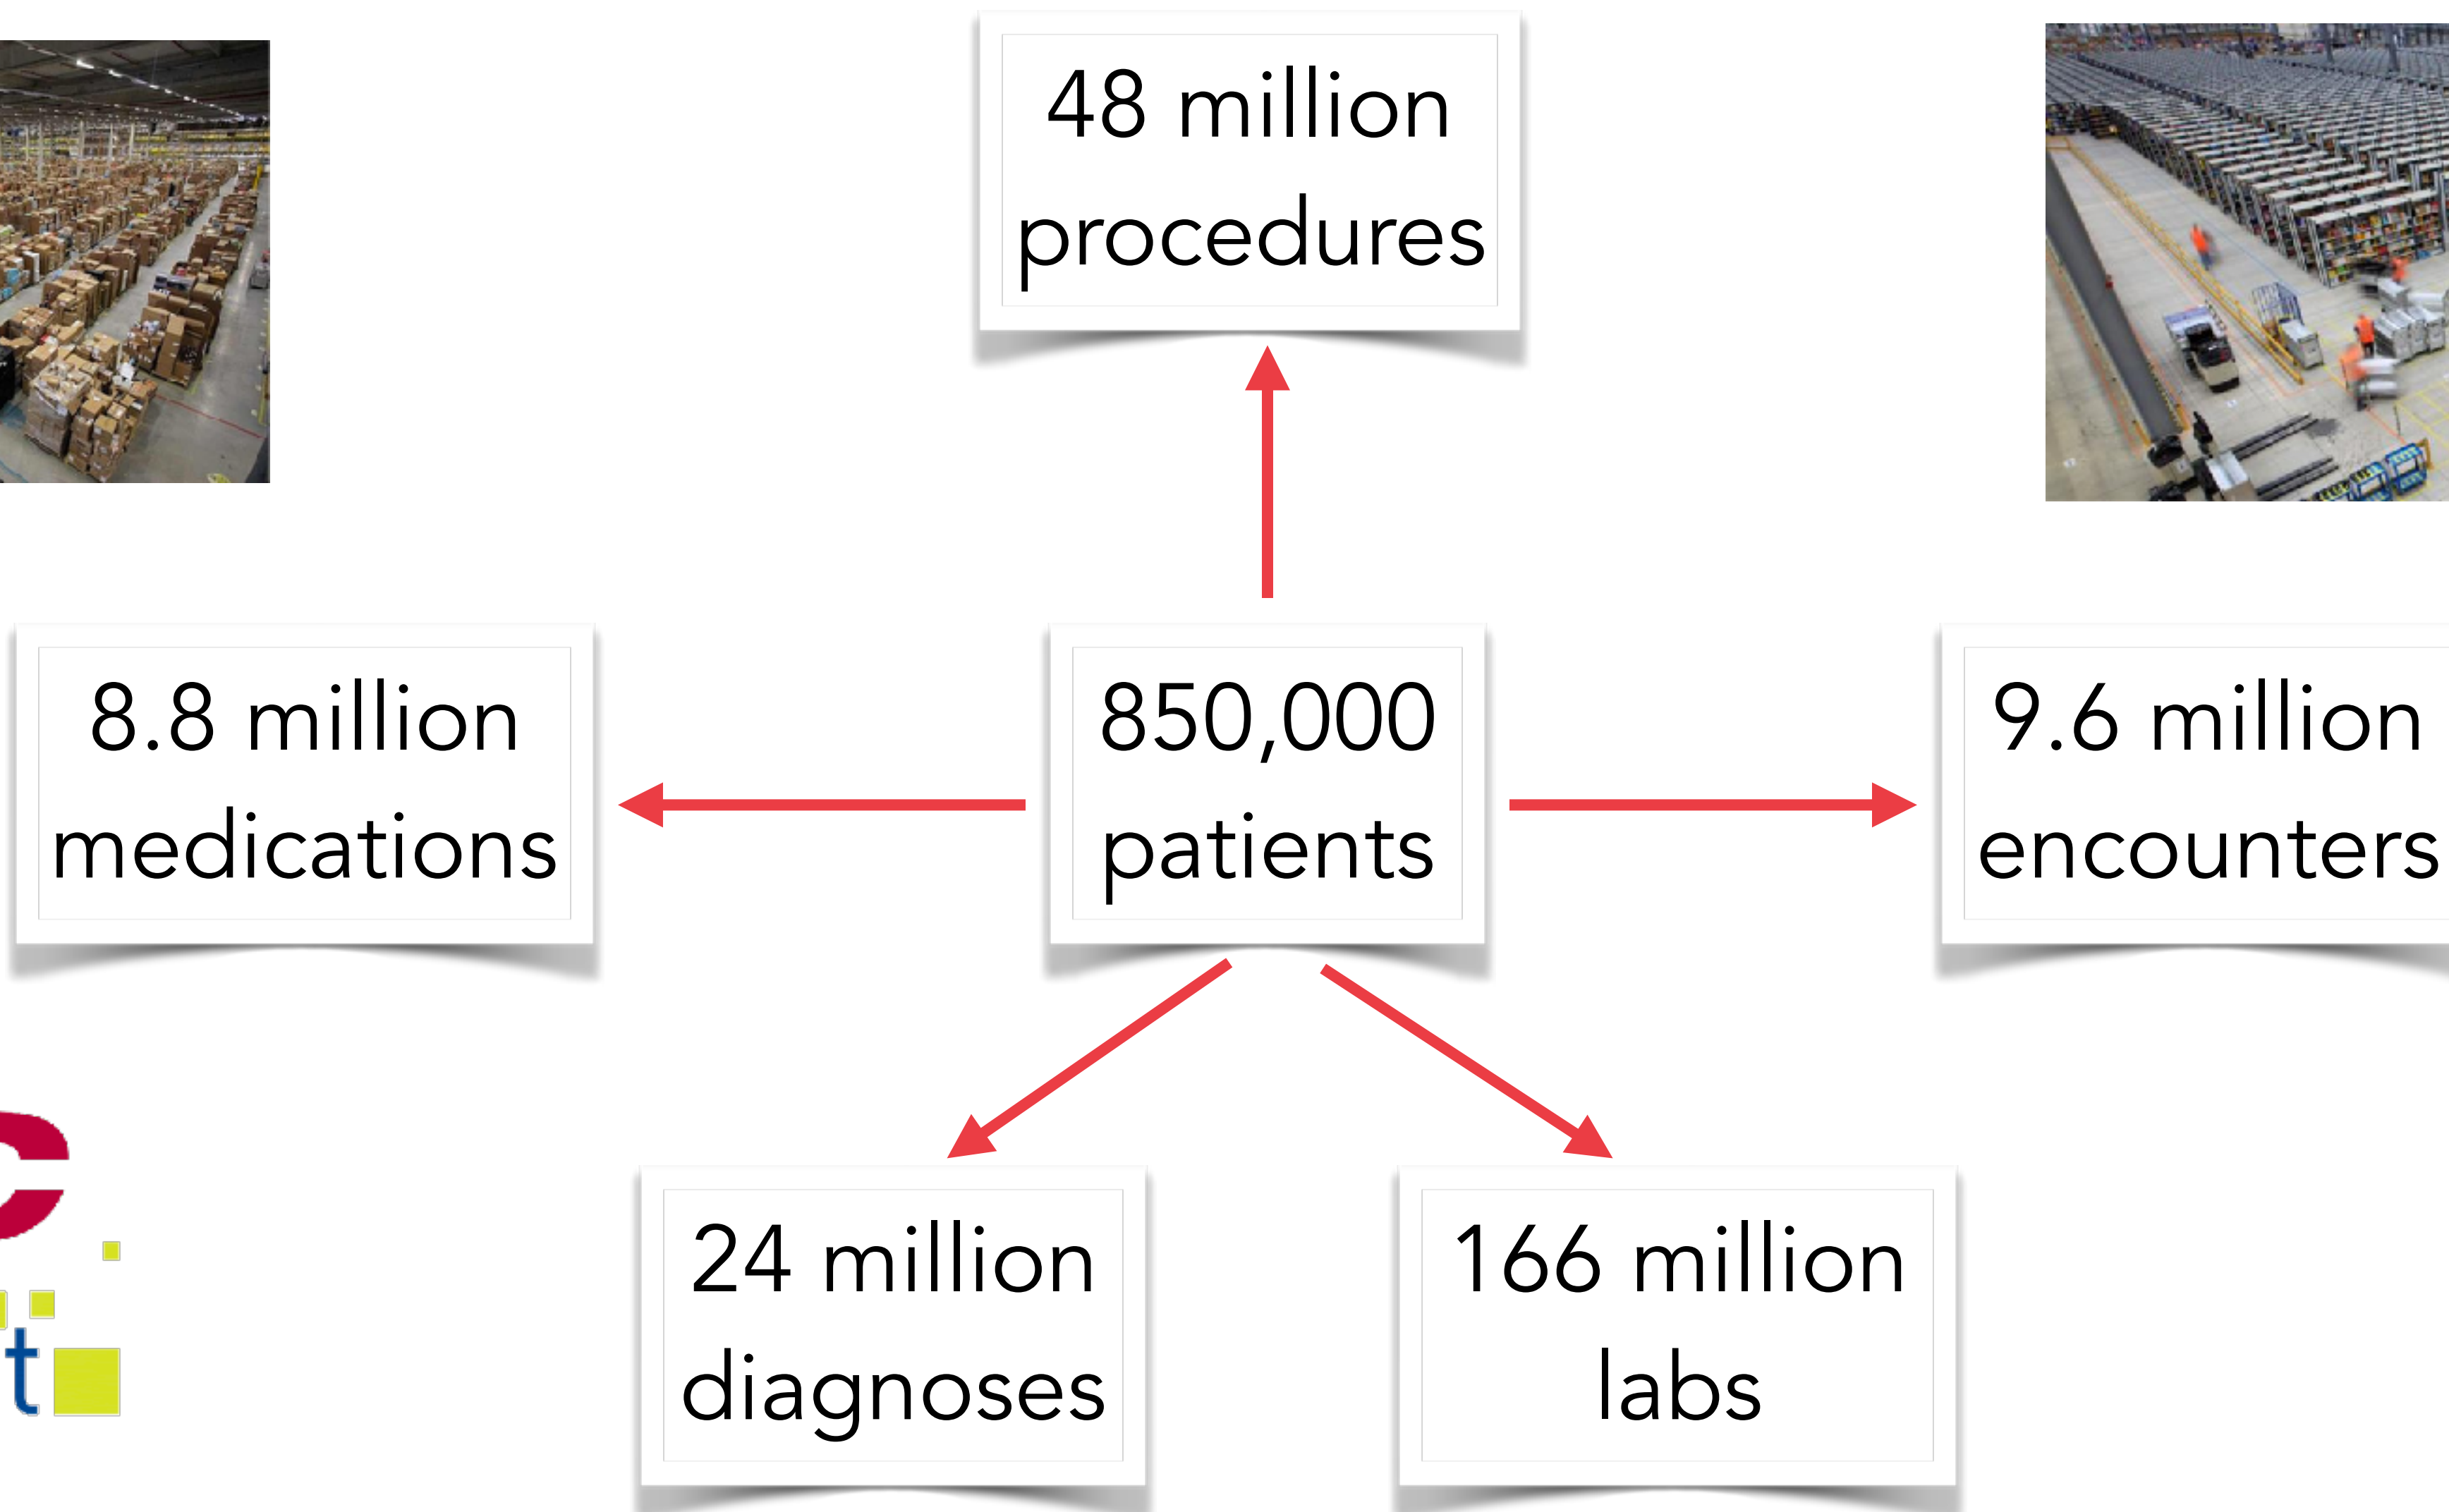 48 million
procedures
8.8 million
medications
850,000
patients
9.6 million
encounters
24 million
diagnoses
166 million
labs